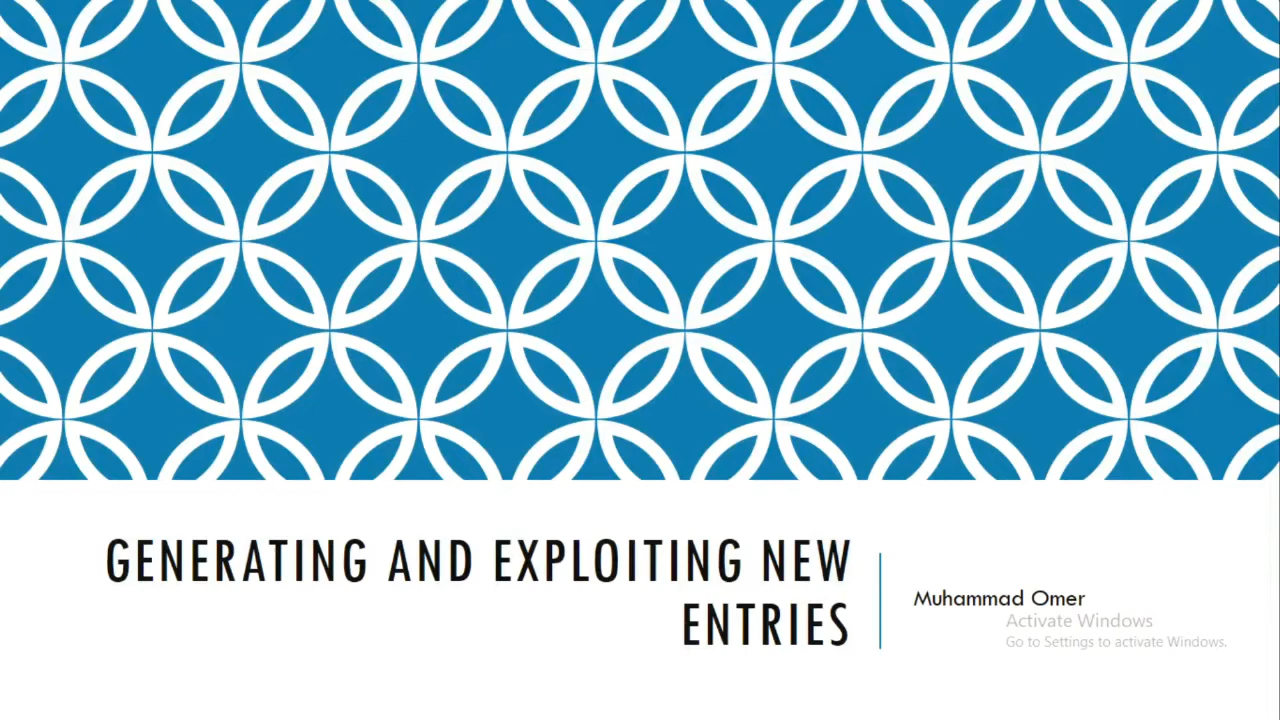 GENERATING AND EXPLOITING NEW
ENTRIES
Muhammad Omer
Activate Windows
Go to Settings to activate Windows.